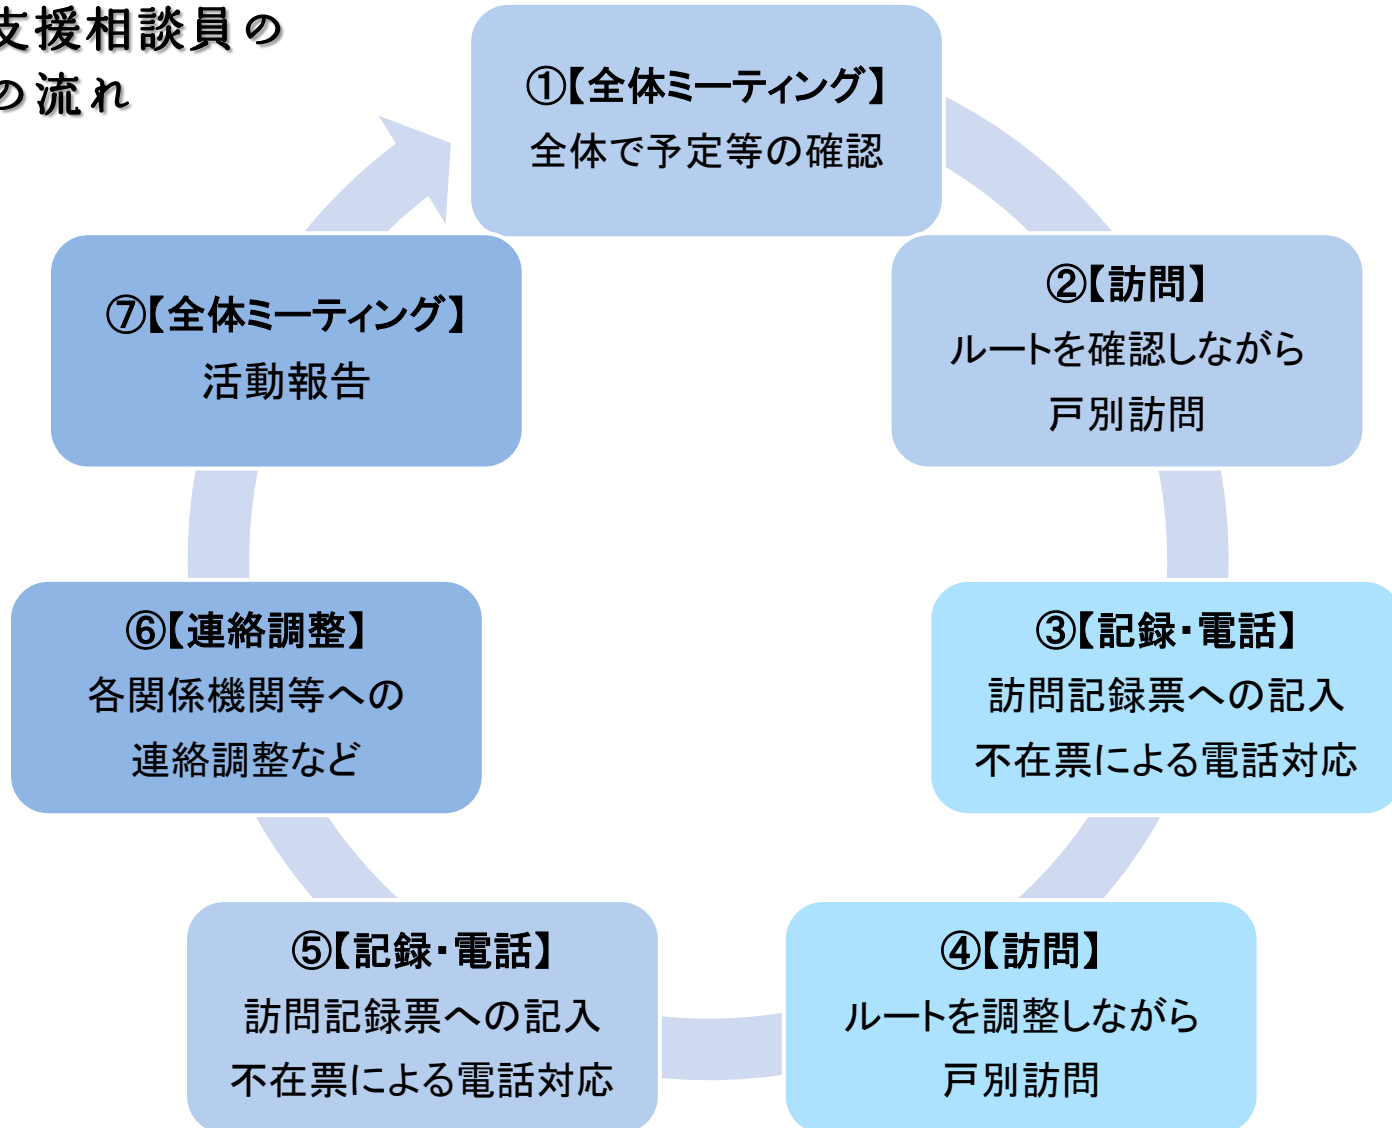 支援相談員の
の流れ
①【全体ミーティング】
全体で予定等の確認
②【訪問】
ルートを確認しながら
戸別訪問
③【記録・電話】
訪問記録票への記入
不在票による電話対応
④【訪問】
ルートを調整しながら
戸別訪問
⑤【記録・電話】
訪問記録票への記入
不在票による電話対応
⑥【連絡調整】
各関係機関等への
連絡調整など
⑦【全体ミーティング】
活動報告